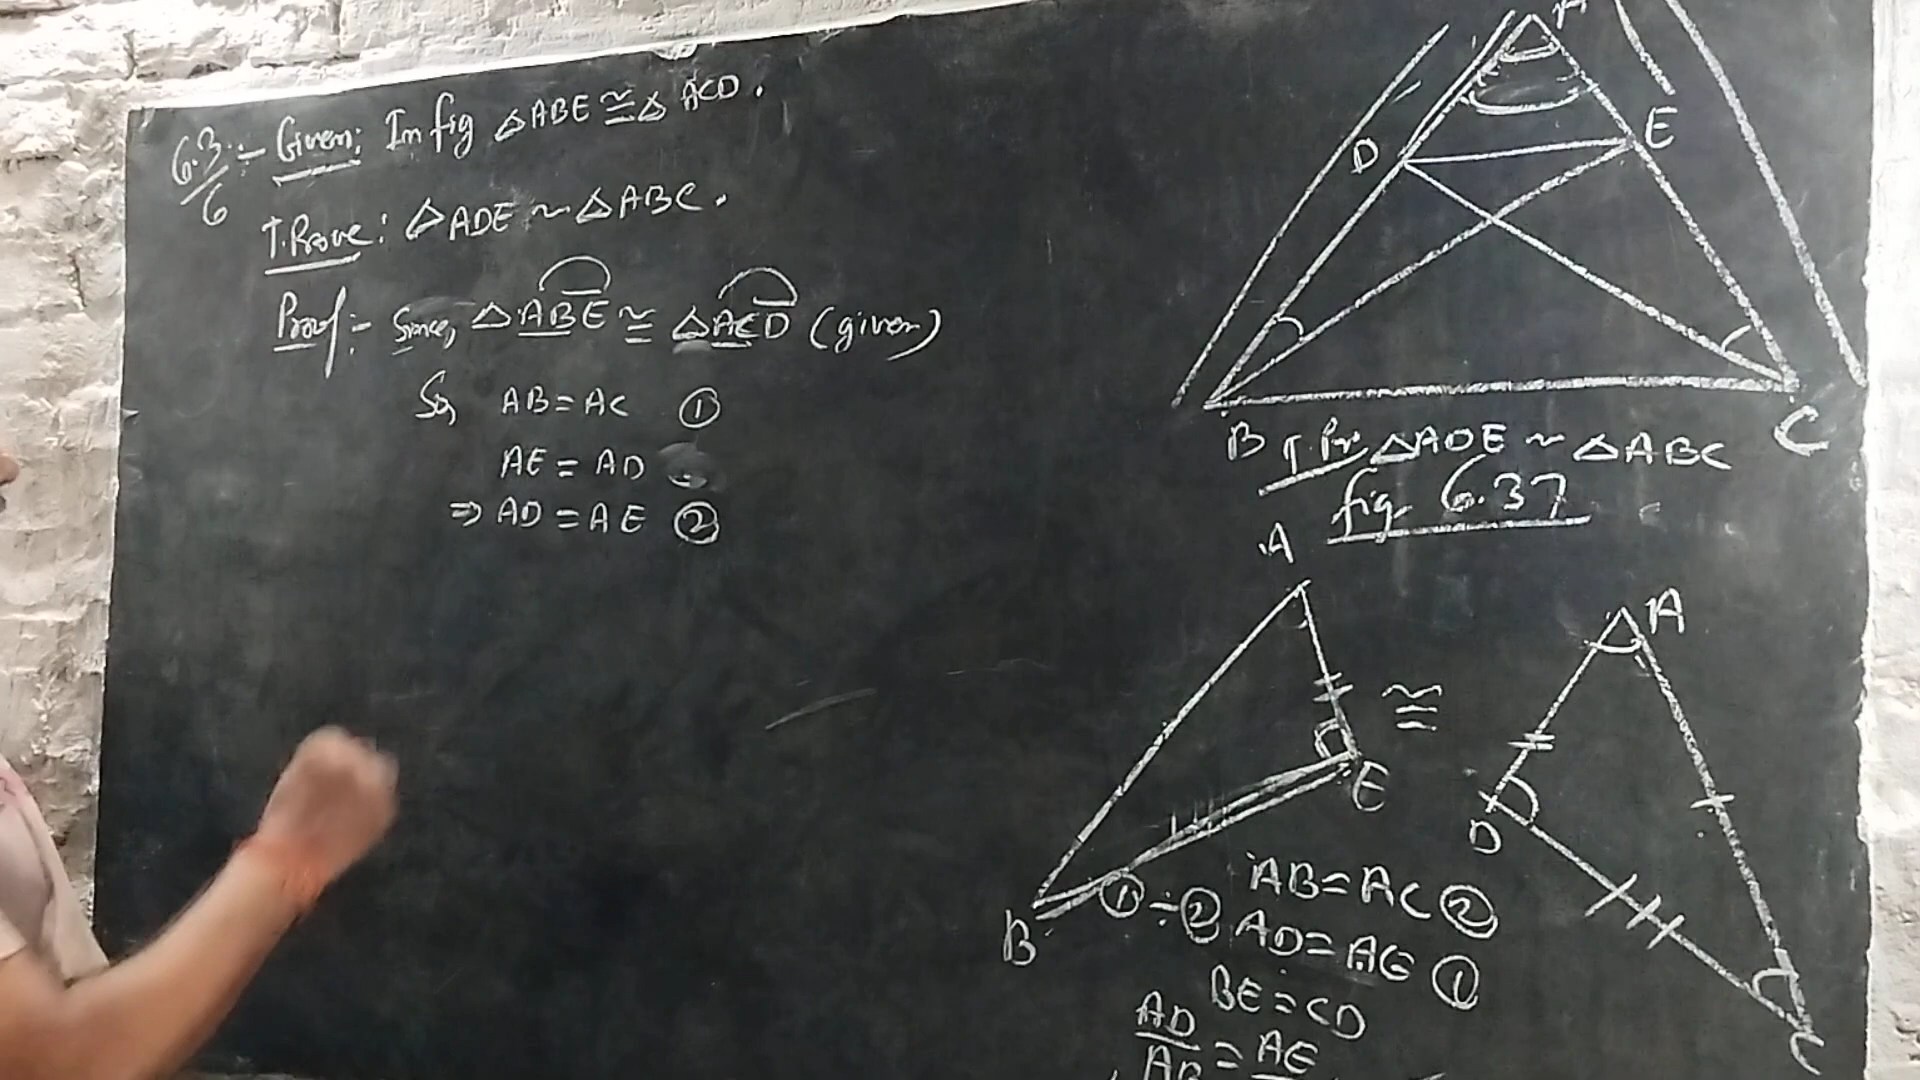 6.3/6 :- Given: In fig △ABE ≅ △ ACD.
T.Prove: △ADE ~ △ABC.
Proof:- Since, △ABE ≅ △ACD (given)
So, AB = AC ①
AE = AD
⇒ AD = AE ②
A
D
E
B
C
T.Pr. △ADE ~ △ABC
fig 6.37
A
B
E
≅
A
D
C
AB = AC ②
① ÷ ② AD = AE ①
BE = CD
AD/AB = AE